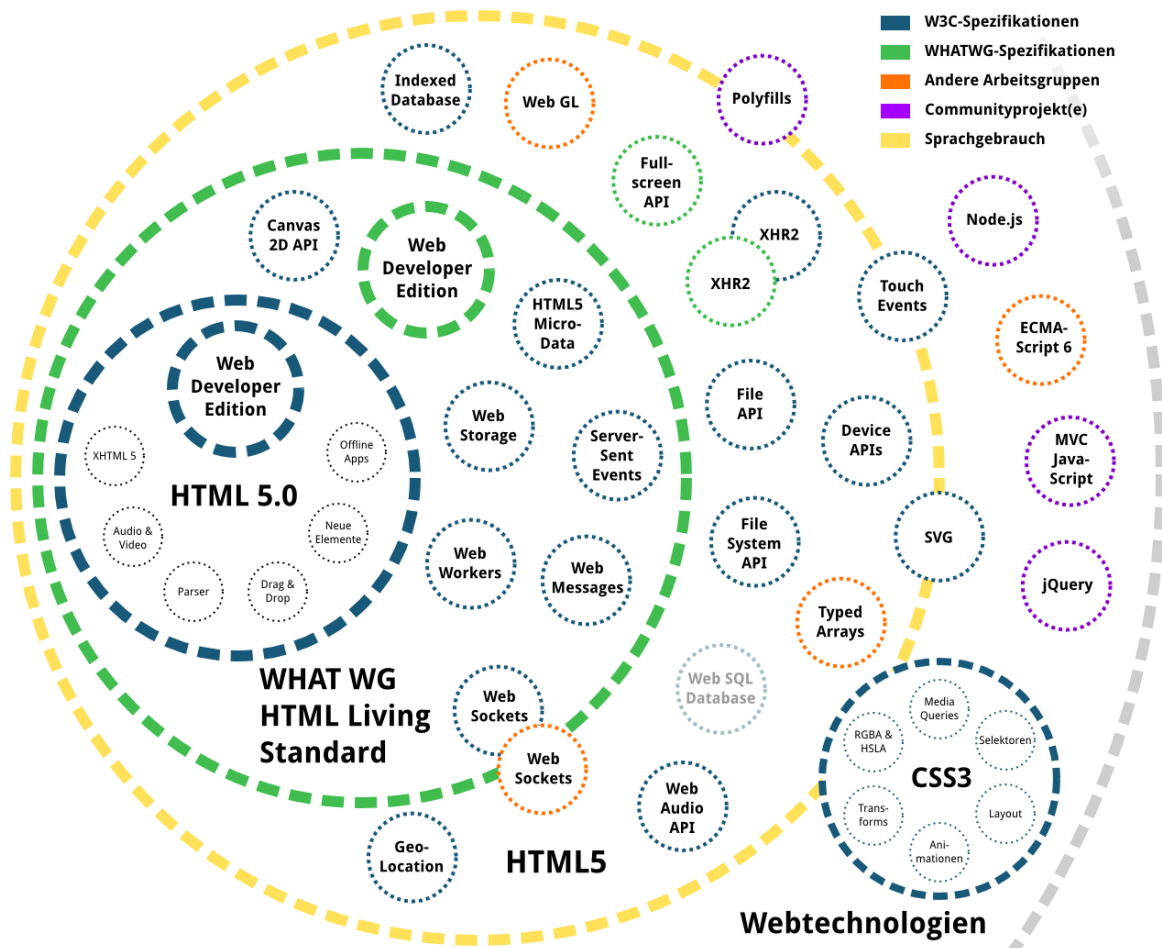 W3C-Spezifikationen
WHATWG-Spezifikationen
Andere Arbeitsgruppen
Communityprojekt(e)
Sprachgebrauch
Indexed
Database
Web GL
Polyfills
Full-
screen
API
Canvas
2D API
Web
Developer
Edition
XHR2
XHR2
Node.js
Touch
Events
HTML5
Micro-
Data
ECMA-
Script 6
Web
Developer
Edition
File
API
Web
Storage
Server-
Sent
Events
Device
APIs
MVC
Java-
Script
XHTML 5
Offline
Apps
HTML 5.0
Audio &
Video
Neue
Elemente
Parser
Drag &
Drop
Web
Workers
Web
Messages
File
System
API
SVG
jQuery
Typed
Arrays
WHAT WG
HTML Living
Standard
Web
Sockets
Web
Sockets
Web SQL
Database
Media
Queries
RGBA &
HSLA
Selektoren
CSS3
Trans-
forms
Layout
Ani-
mationen
Web
Audio
API
Geo-
Location
HTML5
Webtechnologien